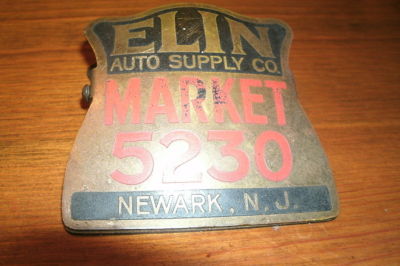 ELIN
AUTO SUPPLY CO.
MARKET
5230
NEWARK, N. J.